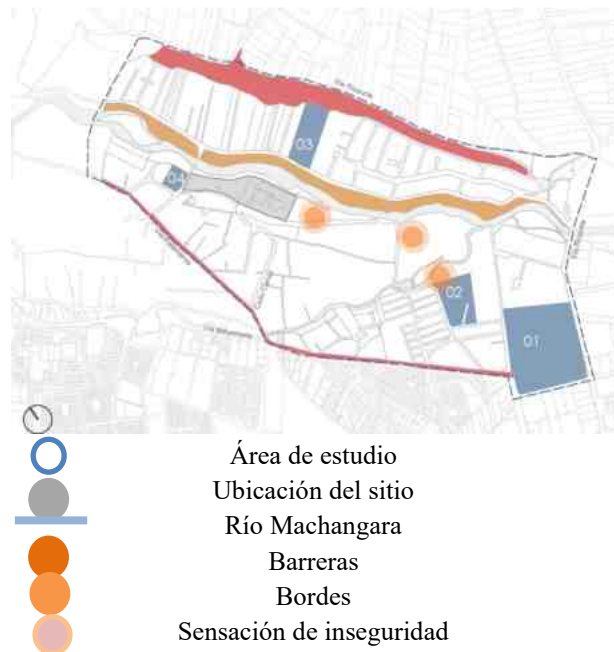 03
04
02
01
Área de estudio
Ubicación del sitio
Río Machangara
Barreras
Bordes
Sensación de inseguridad